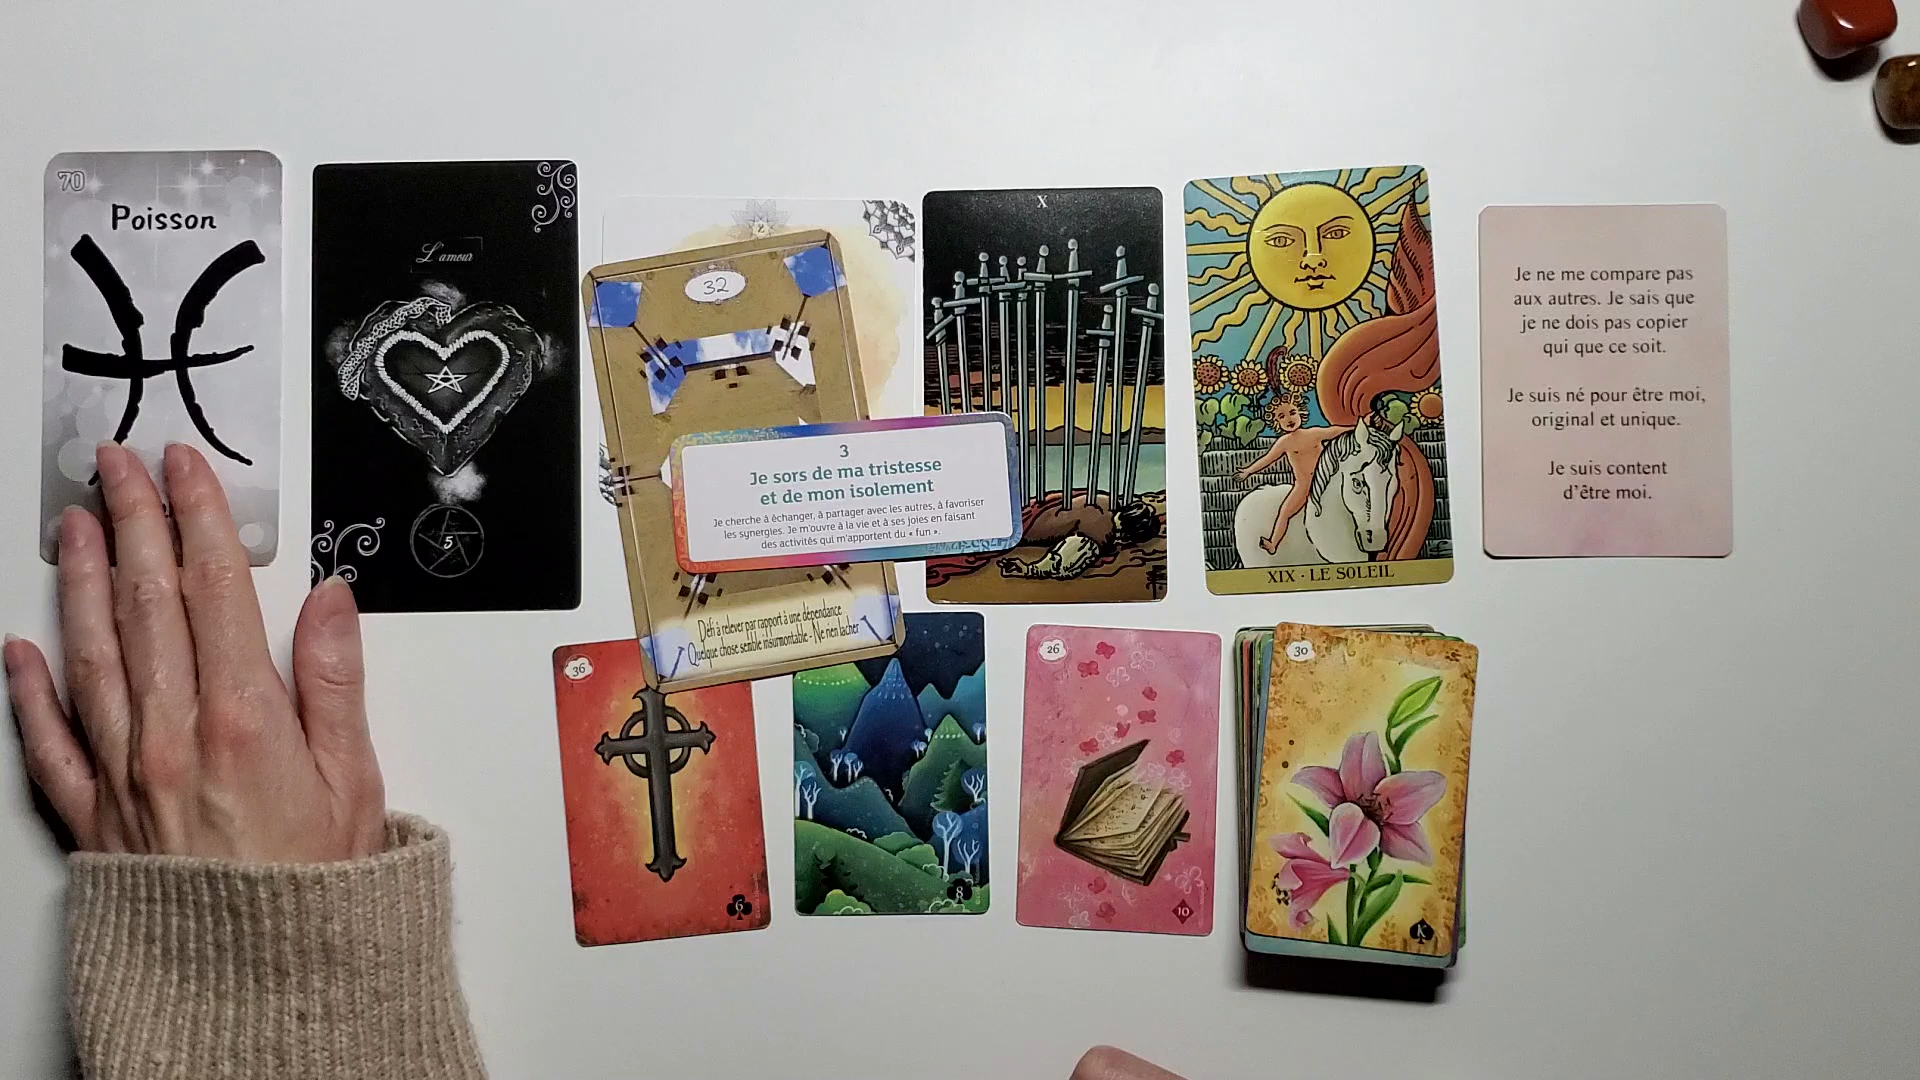 70
Poisson
L'amour
5
2
32
3
Je sors de ma tristesse
et de mon isolement
Je cherche à échanger, à partager avec les autres, à favoriser
les synergies. Je m'ouvre à la vie et à ses joies en faisant
des activités qui m'apportent du « fun ».
Défi à relever par rapport à une dépendance
Quelque chose semble insurmontable - Ne rien lâcher
X
XIX · LE SOLEIL
Je ne me compare pas
aux autres. Je sais que
je ne dois pas copier
qui que ce soit.
Je suis né pour être moi,
original et unique.
Je suis content
d'être moi.
36
6
8
26
10
30
K